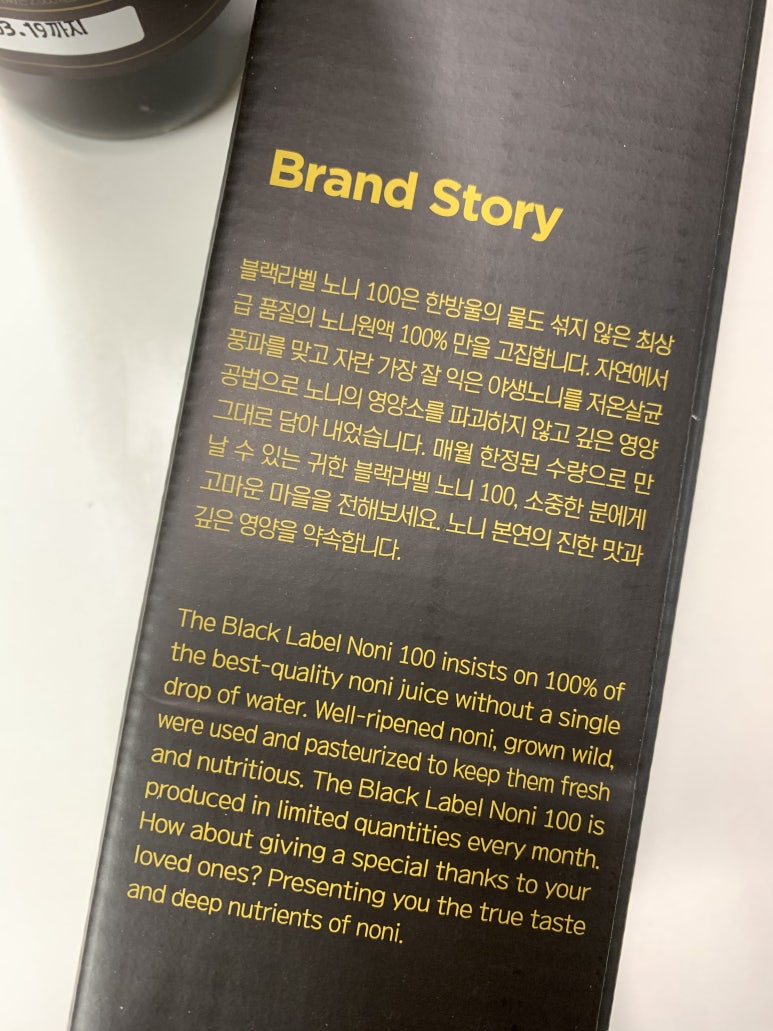 03.19까지
Brand Story
블랙라벨 노니 100은 한방울의 물도 섞지 않은 최상
급 품질의 노니원액 100% 만을 고집합니다. 자연에서
풍파를 맞고 자란 가장 잘 익은 야생노니를 저온살균
공법으로 노니의 영양소를 파괴하지 않고 깊은 영양
그대로 담아 내었습니다. 매월 한정된 수량으로 만
날 수 있는 귀한 블랙라벨 노니 100, 소중한 분에게
고마운 마음을 전해보세요. 노니 본연의 진한 맛과
깊은 영양을 약속합니다.
The Black Label Noni 100 insists on 100% of
the best-quality noni juice without a single
drop of water. Well-ripened noni, grown wild,
were used and pasteurized to keep them fresh
and nutritious. The Black Label Noni 100 is
produced in limited quantities every month.
How about giving a special thanks to your
loved ones? Presenting you the true taste
and deep nutrients of noni.